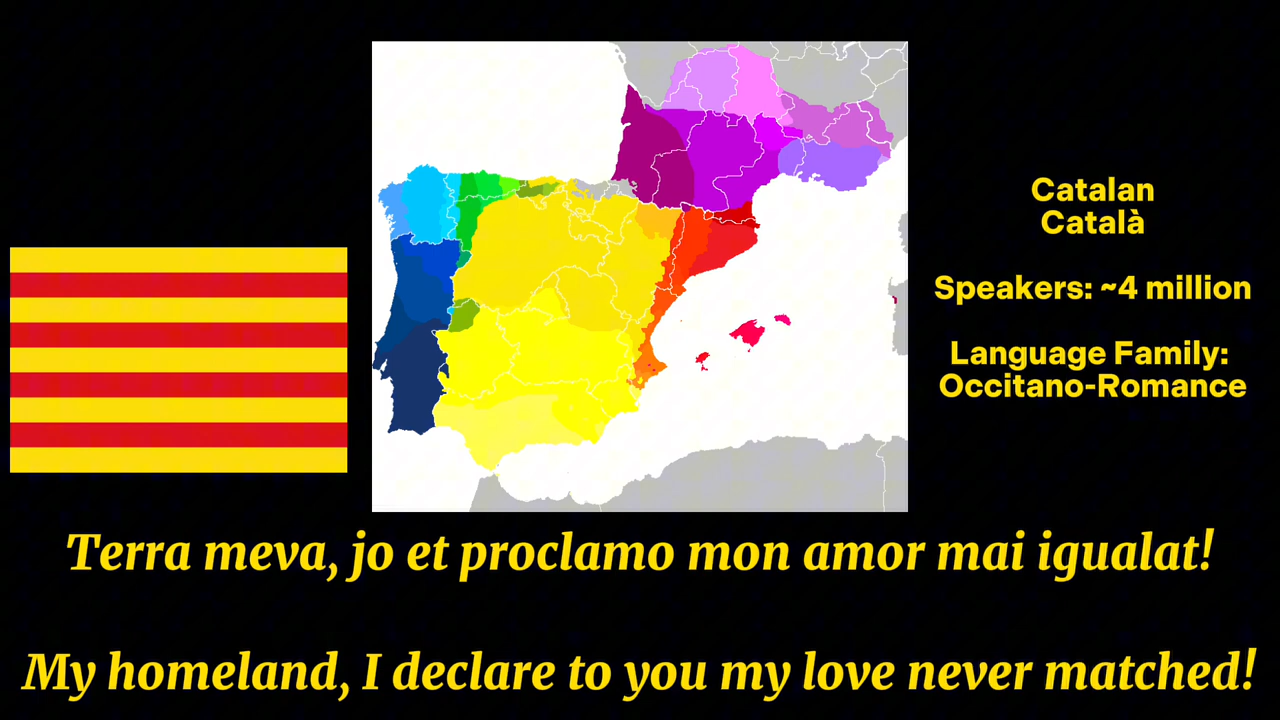 Catalan
Català
Speakers: ~4 million
Language Family:
Occitano-Romance
Terra meva, jo et proclamo mon amor mai igualat!
My homeland, I declare to you my love never matched!